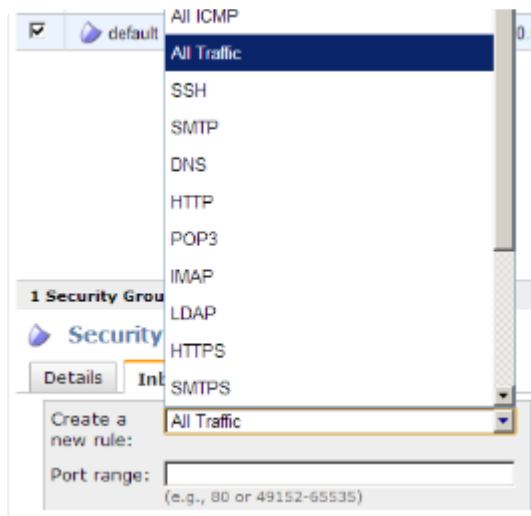 All ICMP
default
0.
All Traffic
SSH
SMTP
DNS
HTTP
POP3
IMAP
1 Security Grou
LDAP
Security
HTTPS
Details Inb
SMTPS
Create a new rule:
All Traffic
Port range:
(e.g., 80 or 49152-65535)